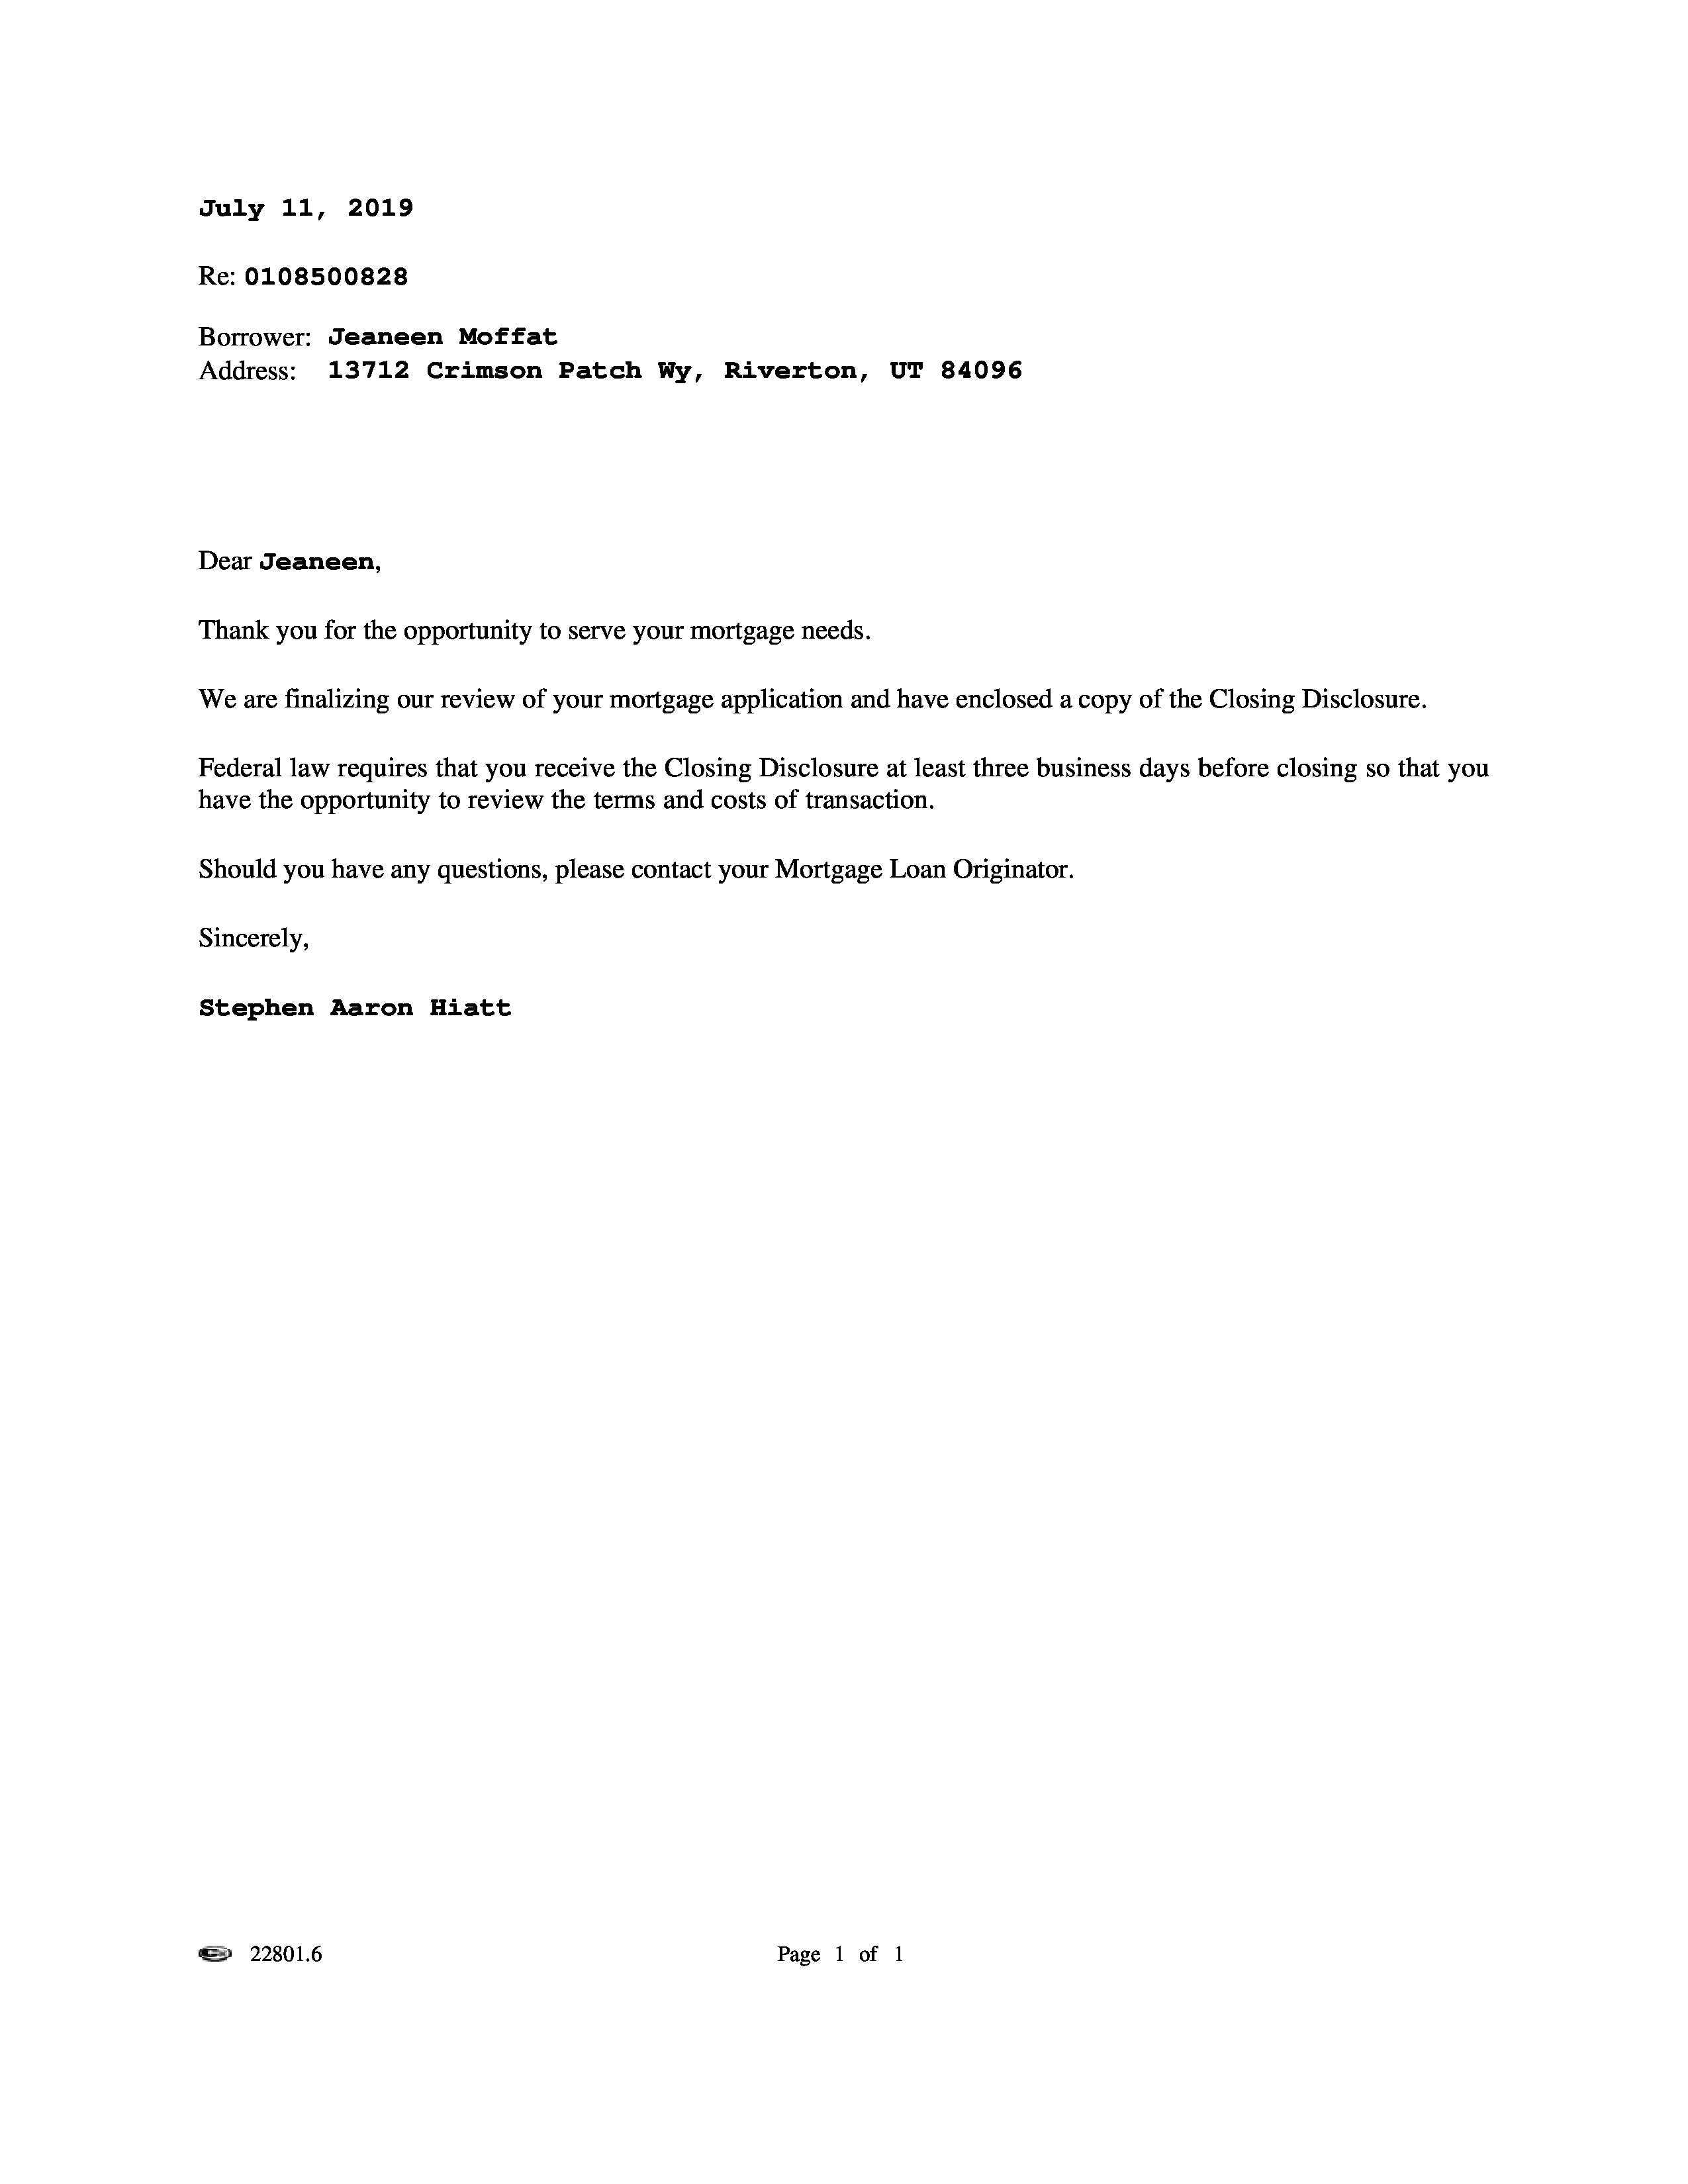 July 11, 2019
Re: 0108500828
Borrower: Jeaneen Moffat
Address: 13712 Crimson Patch Wy, Riverton, UT 84096
Dear Jeaneen,
Thank you for the opportunity to serve your mortgage needs.
We are finalizing our review of your mortgage application and have enclosed a copy of the Closing Disclosure.
Federal law requires that you receive the Closing Disclosure at least three business days before closing so that you
have the opportunity to review the terms and costs of transaction.
Should you have any questions, please contact your Mortgage Loan Originator.
Sincerely,
Stephen Aaron Hiatt
22801.6 Page 1 of 1